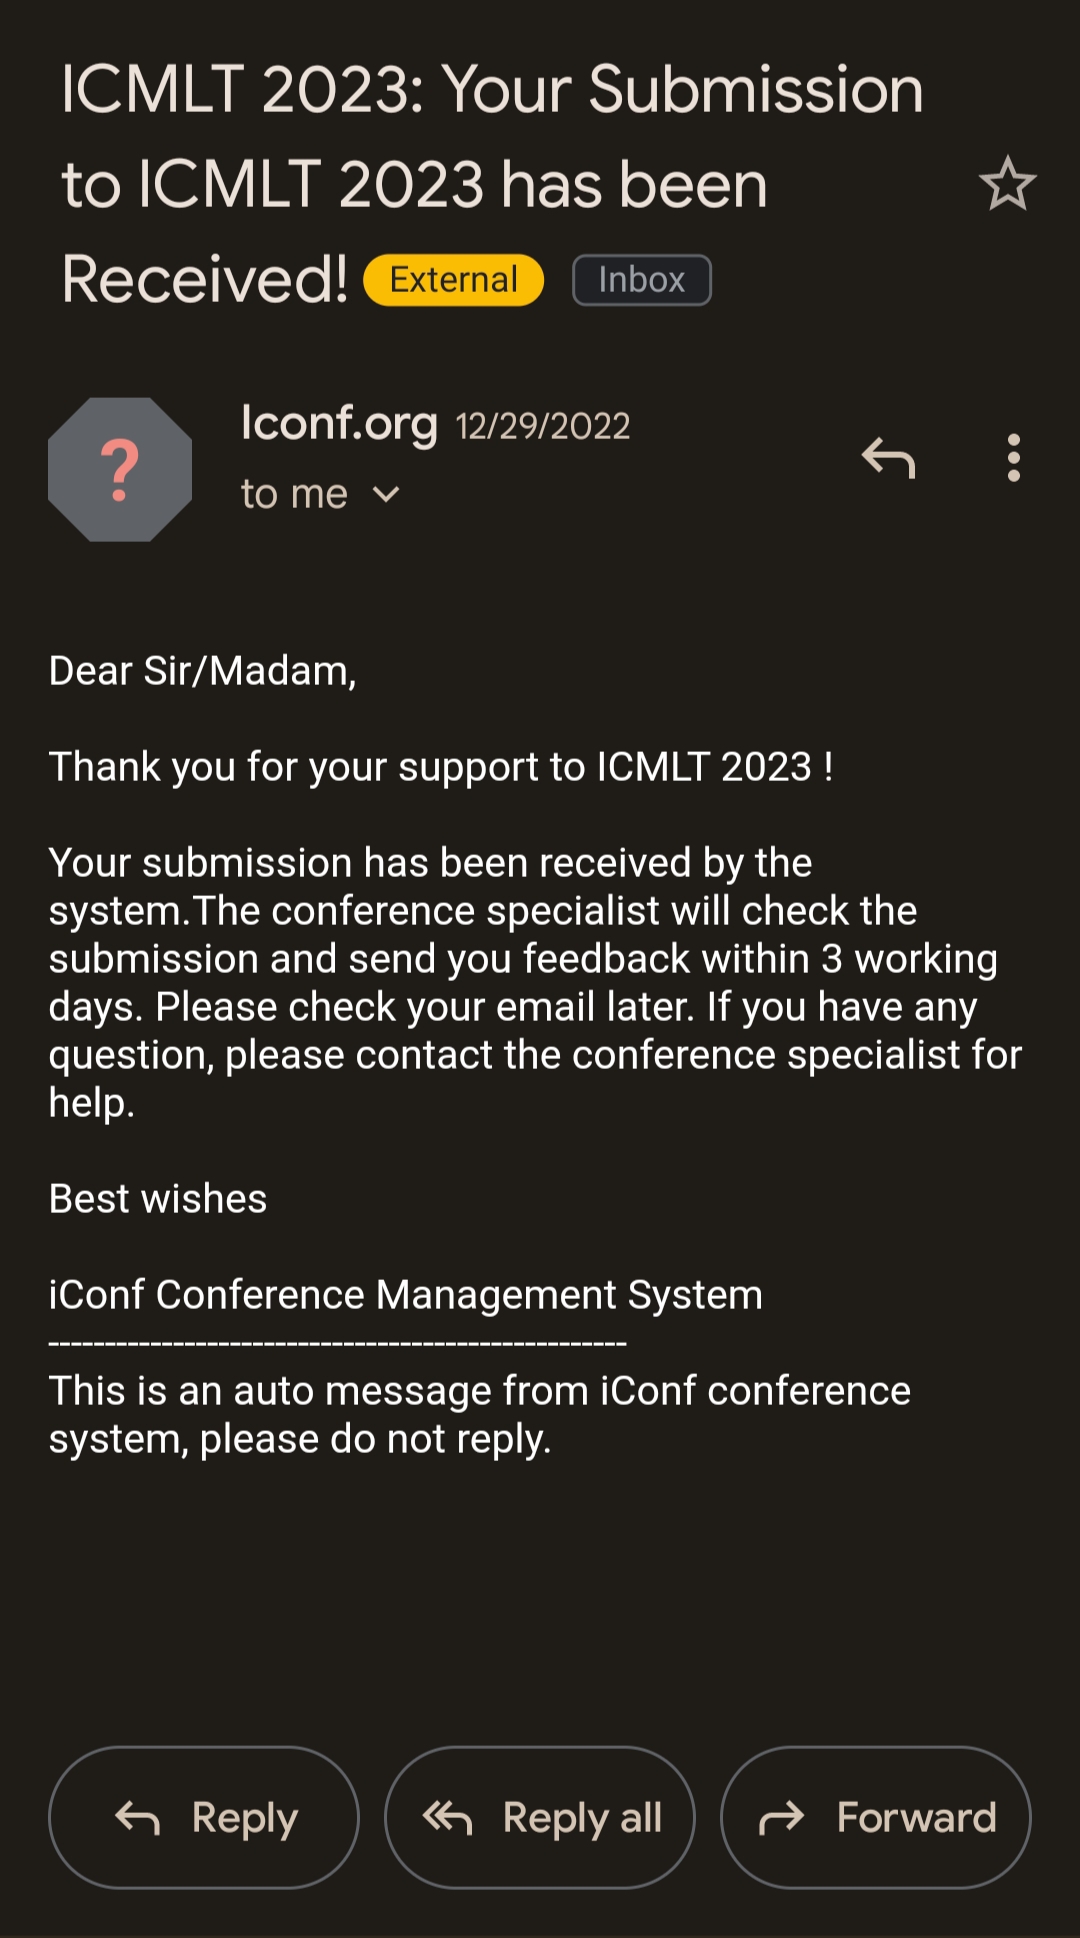 ICMLT 2023: Your Submission
to ICMLT 2023 has been
Received! External Inbox
?
Iconf.org 12/29/2022
to me
Dear Sir/Madam,
Thank you for your support to ICMLT 2023 !
Your submission has been received by the
system.The conference specialist will check the
submission and send you feedback within 3 working
days. Please check your email later. If you have any
question, please contact the conference specialist for
help.
Best wishes
iConf Conference Management System
----------------------------------------------------
This is an auto message from iConf conference
system, please do not reply.
Reply Reply all Forward